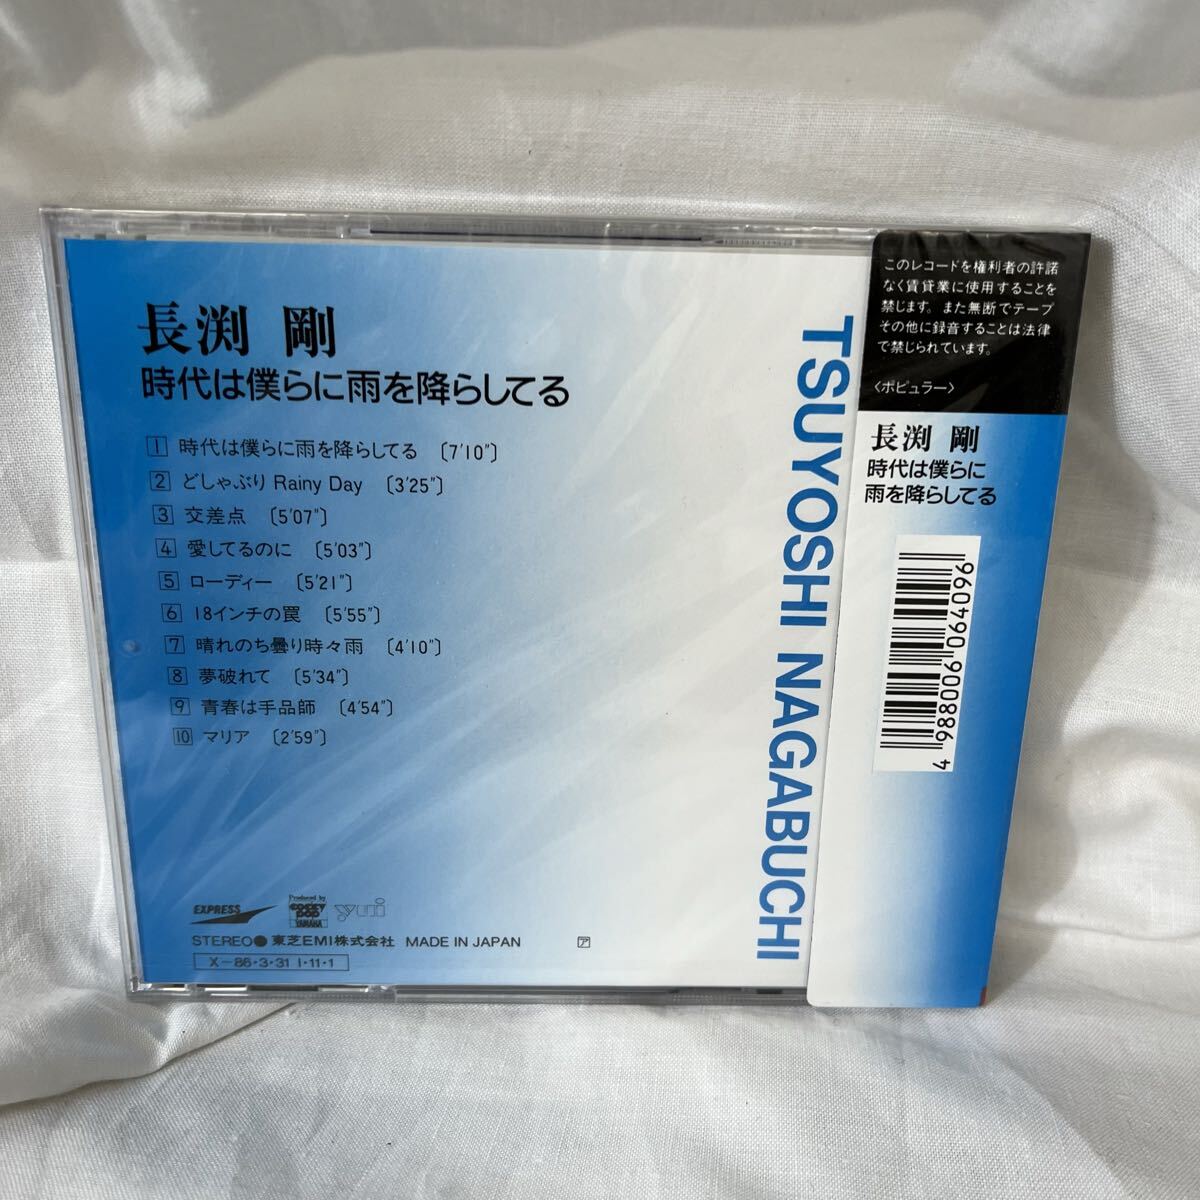 長渕 剛
時代は僕らに雨を降らしてる
1 時代は僕らに雨を降らしてる 〔7'10"〕
2 どしゃぶり Rainy Day 〔3'25"〕
3 交差点 〔5'07"〕
4 愛してるのに 〔5'03"〕
5 ローディー 〔5'21"〕
6 18インチの罠 〔5'55"〕
7 晴れのち曇り時々雨 〔4'10"〕
8 夢破れて 〔5'34"〕
9 青春は手品師 〔4'54"〕
10 マリア 〔2'59"〕
EXPRESS
Produced by
COCKY
POP
YAMAHA
yui
STEREO● 東芝EMI株式会社 MADE IN JAPAN ア
X-86・3・31 I・11・1
TSUYOSHI NAGABUCHI
このレコードを権利者の許諾
なく賃貸業に使用することを
禁じます。また無断でテープ
その他に録音することは法律
で禁じられています。
〈ポピュラー〉
長渕 剛
時代は僕らに
雨を降らしてる
4 988006 094096